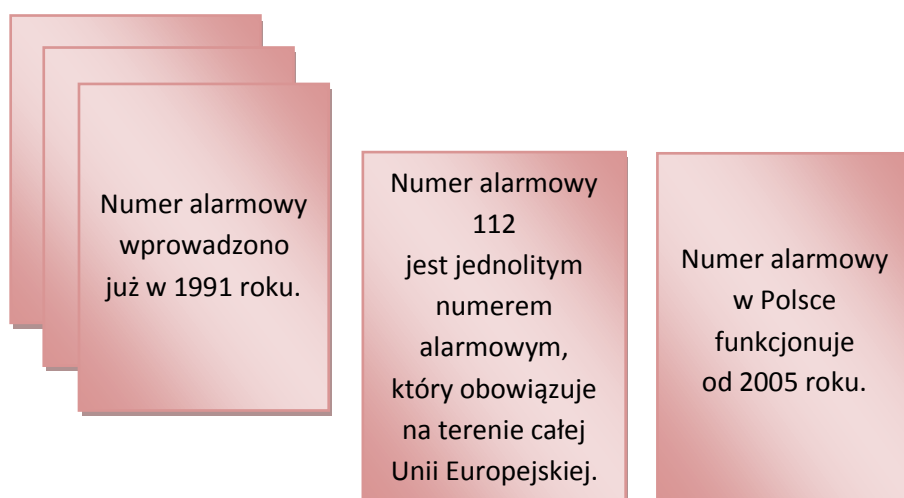 Numer alarmowy
wprowadzono
już w 1991 roku.
Numer alarmowy
112
jest jednolitym
numerem
alarmowym,
który obowiązuje
na terenie całej
Unii Europejskiej.
Numer alarmowy
w Polsce
funkcjonuje
od 2005 roku.